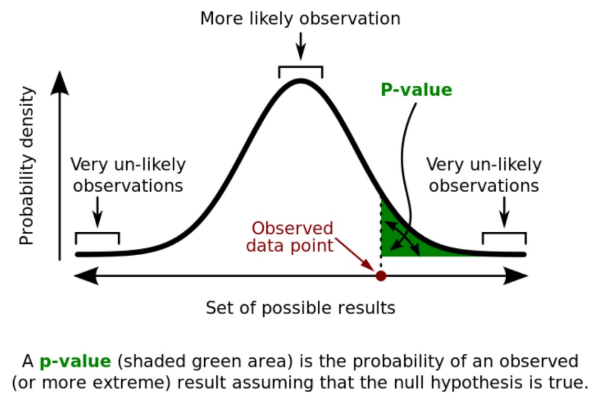 More likely observation
P-value
Probability density
Very un-likely
observations
Very un-likely
observations
Observed
data point
Set of possible results
A p-value (shaded green area) is the probability of an observed
(or more extreme) result assuming that the null hypothesis is true.